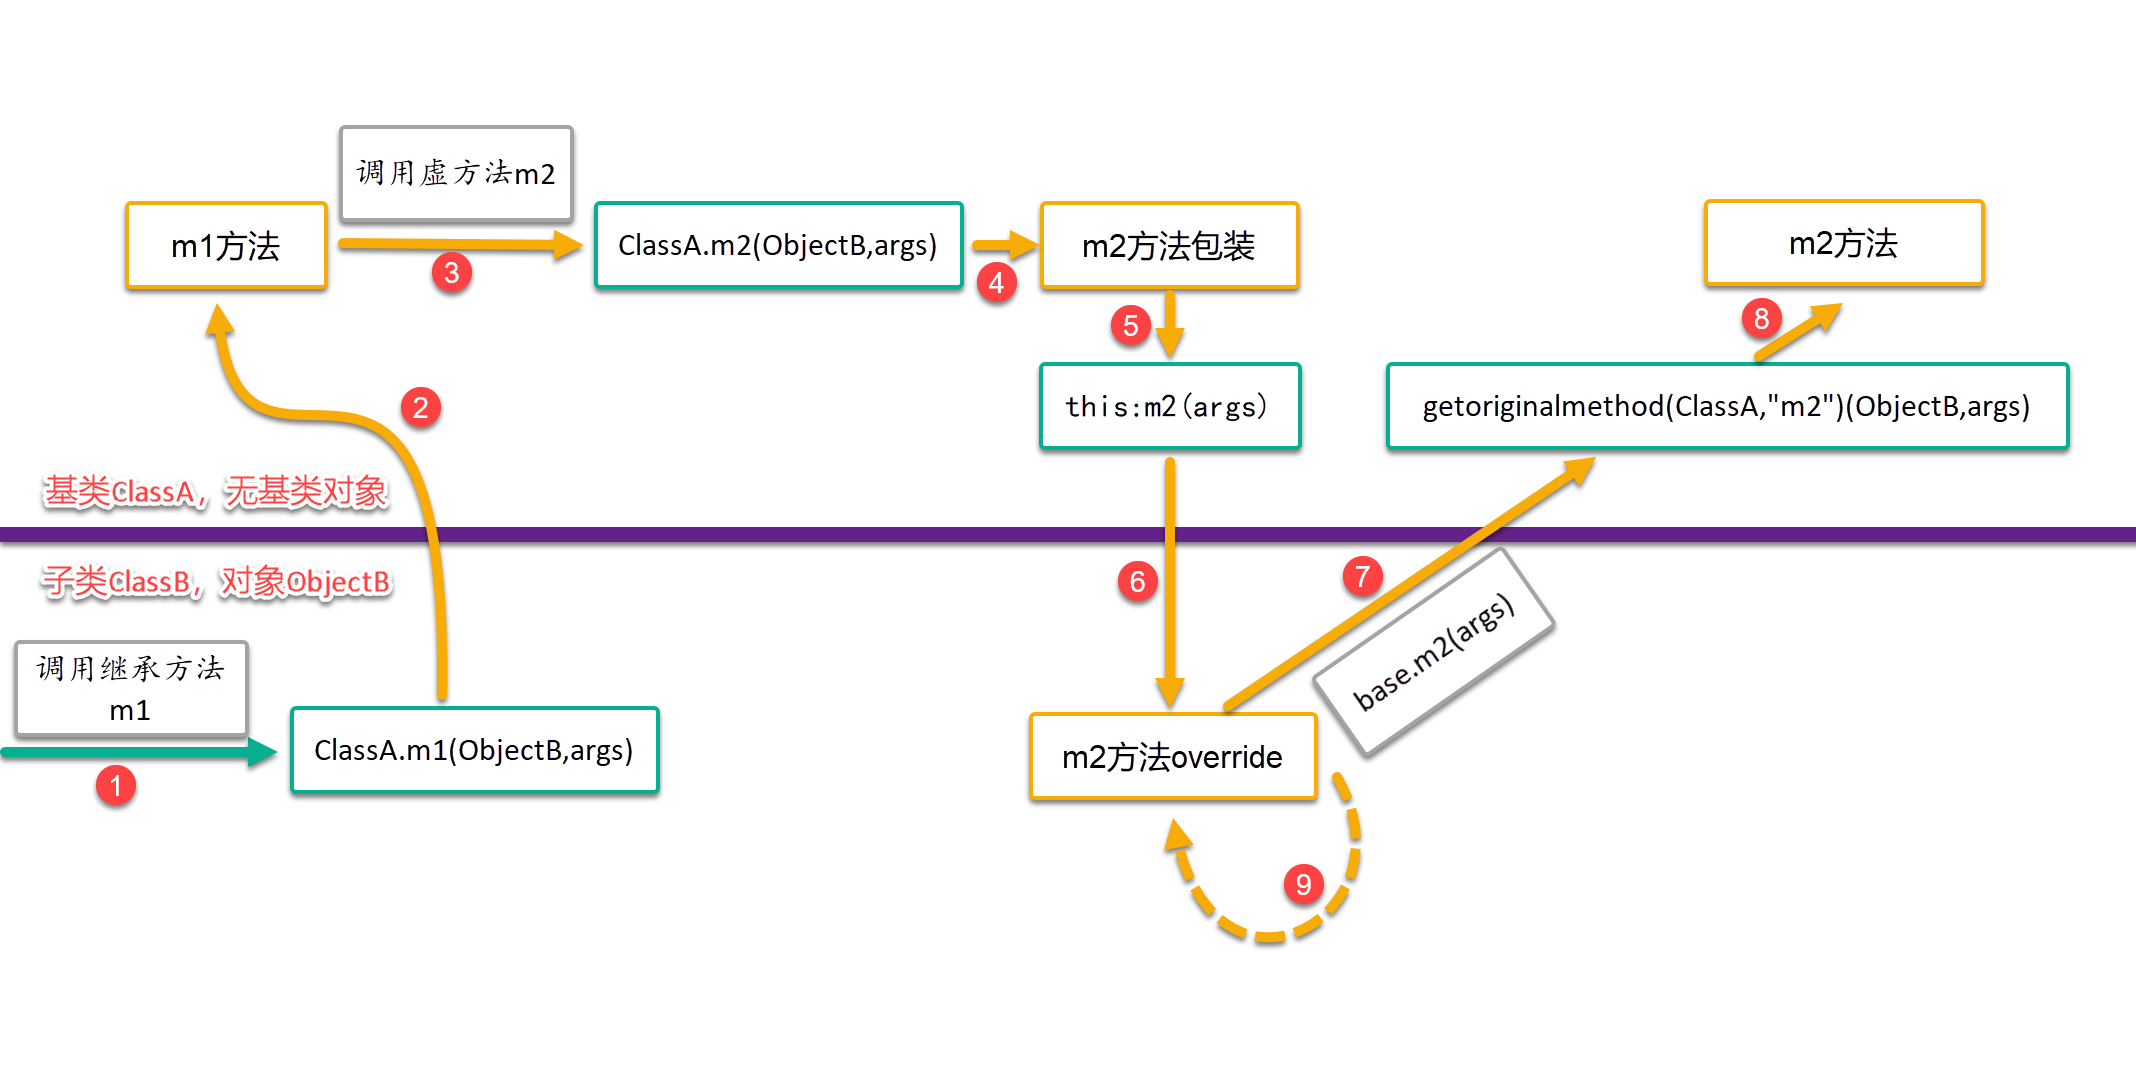 调用虚方法m2
m1方法
3
ClassA.m2(ObjectB,args)
4
m2方法包装
m2方法
5
8
2
this:m2(args)
getoriginalmethod(ClassA,"m2")(ObjectB,args)
基类ClassA，无基类对象
子类ClassB，对象ObjectB
6
7
base.m2(args)
调用继承方法
m1
1
ClassA.m1(ObjectB,args)
m2方法override
9